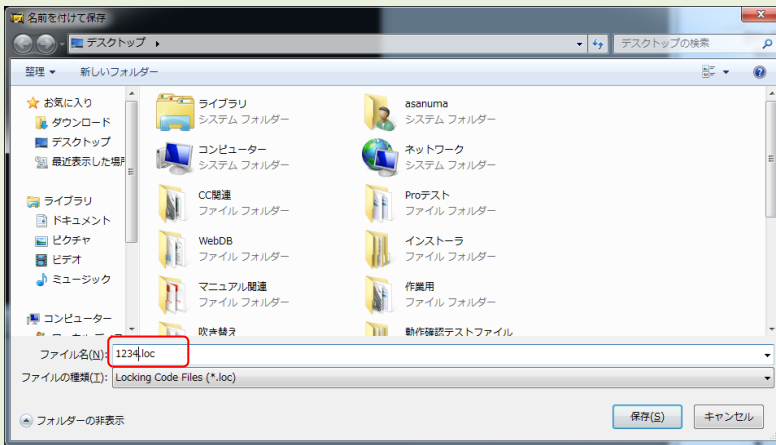 名前を付けて保存
デスクトップ
デスクトップの検索
整理
新しいフォルダー
お気に入り
ダウンロード
デスクトップ
最近表示した場所
ライブラリ
ドキュメント
ピクチャ
ビデオ
ミュージック
コンピューター
ライブラリ
システム フォルダー
asanuma
システム フォルダー
コンピューター
システム フォルダー
ネットワーク
システム フォルダー
CC関連
ファイル フォルダー
Proテスト
ファイル フォルダー
WebDB
ファイル フォルダー
インストーラ
ファイル フォルダー
マニュアル関連
ファイル フォルダー
作業用
ファイル フォルダー
吹き替え
動作確認テストファイル
ファイル名(N): 1234.loc
ファイルの種類(T): Locking Code Files (*.loc)
フォルダーの非表示
保存(S)
キャンセル